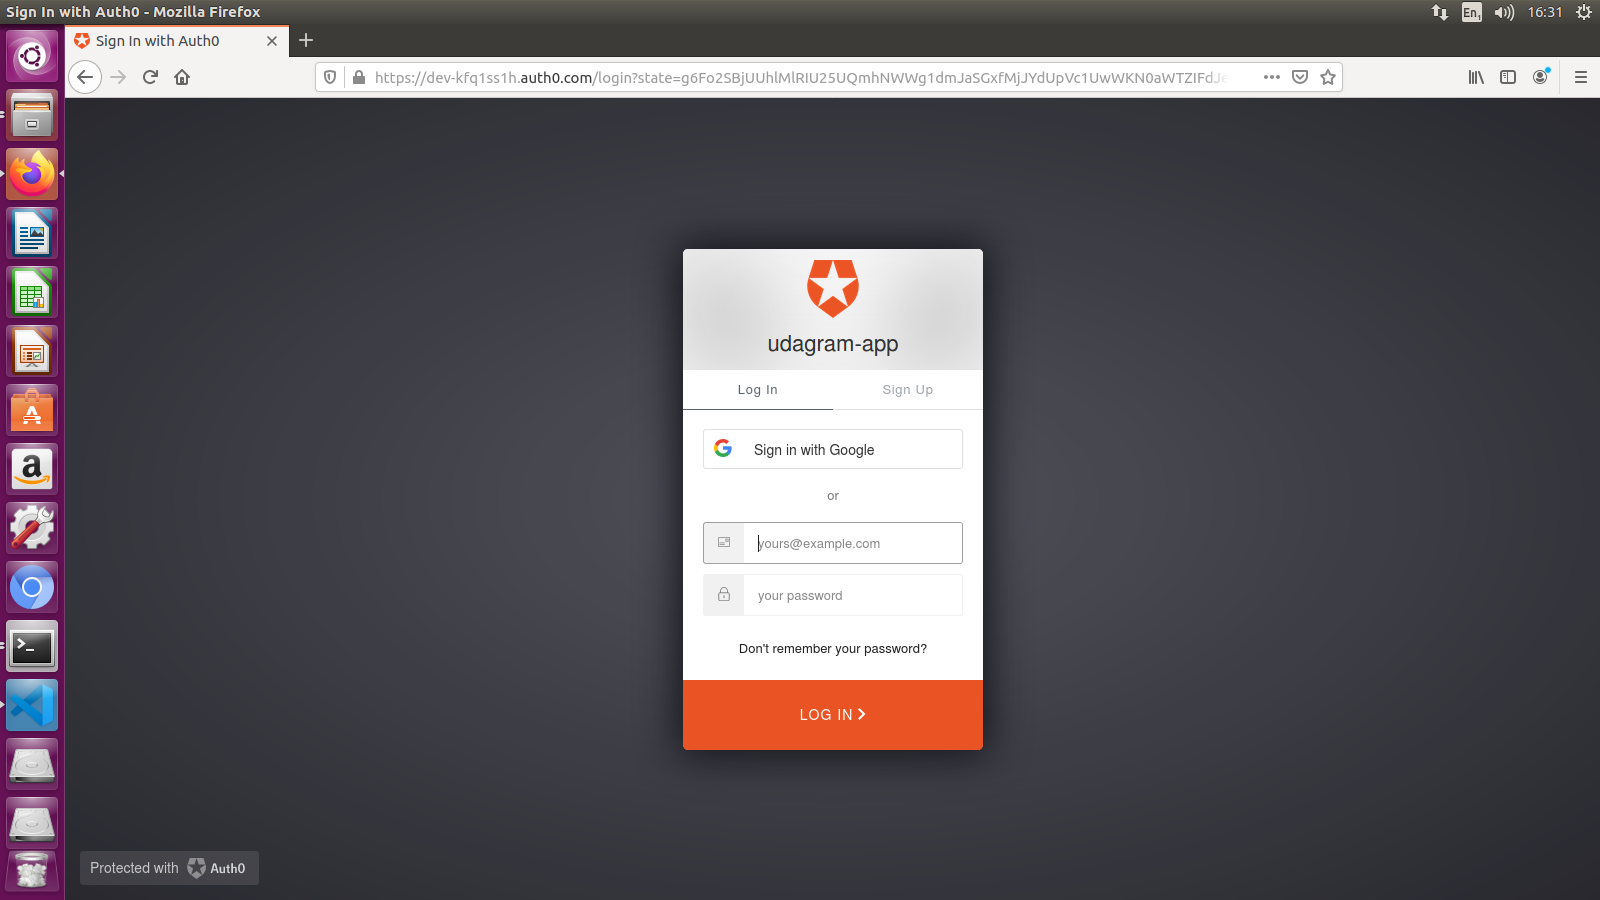 Sign In with Auth0 - Mozilla Firefox
En1
16:31
Sign In with Auth0
https://dev-kfq1ss1h.auth0.com/login?state=g6Fo2SBjUUhlMlRIU25UQmhNWWg1dmJaSGxfMjJYdUpVc1UwWKN0aWTZIFdJe
udagram-app
Log In
Sign Up
Sign in with Google
or
yours@example.com
your password
Don't remember your password?
LOG IN
Protected with Auth0